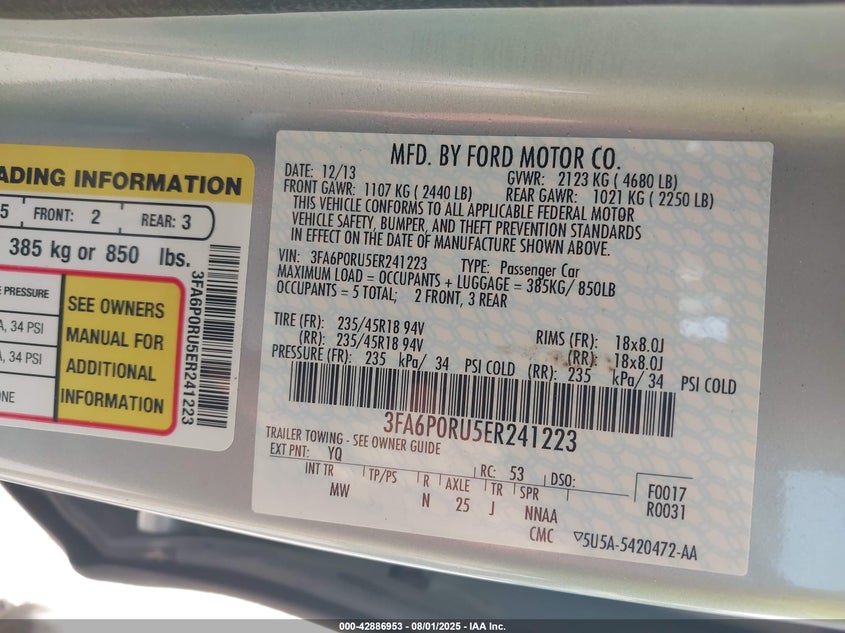 ADING INFORMATION
5 FRONT: 2 REAR: 3
385 kg or 850 lbs.
PRESSURE
, 34 PSI
, 34 PSI
NE
SEE OWNERS
MANUAL FOR
ADDITIONAL
INFORMATION
3FA6P0RU5ER241223
MFD. BY FORD MOTOR CO.
DATE: 12/13 GVWR: 2123 KG ( 4680 LB)
FRONT GAWR: 1107 KG ( 2440 LB) REAR GAWR: 1021 KG ( 2250 LB)
THIS VEHICLE CONFORMS TO ALL APPLICABLE FEDERAL MOTOR
VEHICLE SAFETY, BUMPER, AND THEFT PREVENTION STANDARDS
IN EFFECT ON THE DATE OF MANUFACTURE SHOWN ABOVE.
VIN: 3FA6P0RU5ER241223 TYPE: Passenger Car
MAXIMUM LOAD = OCCUPANTS + LUGGAGE = 385KG/ 850LB
OCCUPANTS = 5 TOTAL; 2 FRONT, 3 REAR
TIRE (FR): 235/45R18 94V RIMS (FR): 18x8.0J
(RR): 235/45R18 94V (RR): 18x8.0J
PRESSURE (FR): 235 kPa/ 34 PSI COLD (RR): 235 kPa/ 34 PSI COLD
3FA6P0RU5ER241223
TRAILER TOWING - SEE OWNER GUIDE
EXT PNT: YQ RC: 53 DSO:
INT TR TP/PS R AXLE TR SPR
MW N 25 J NNAA
F0017
R0031
CMC ▽5U5A-5420472-AA
000-42886953 - 08/01/2025 - IAA Inc.